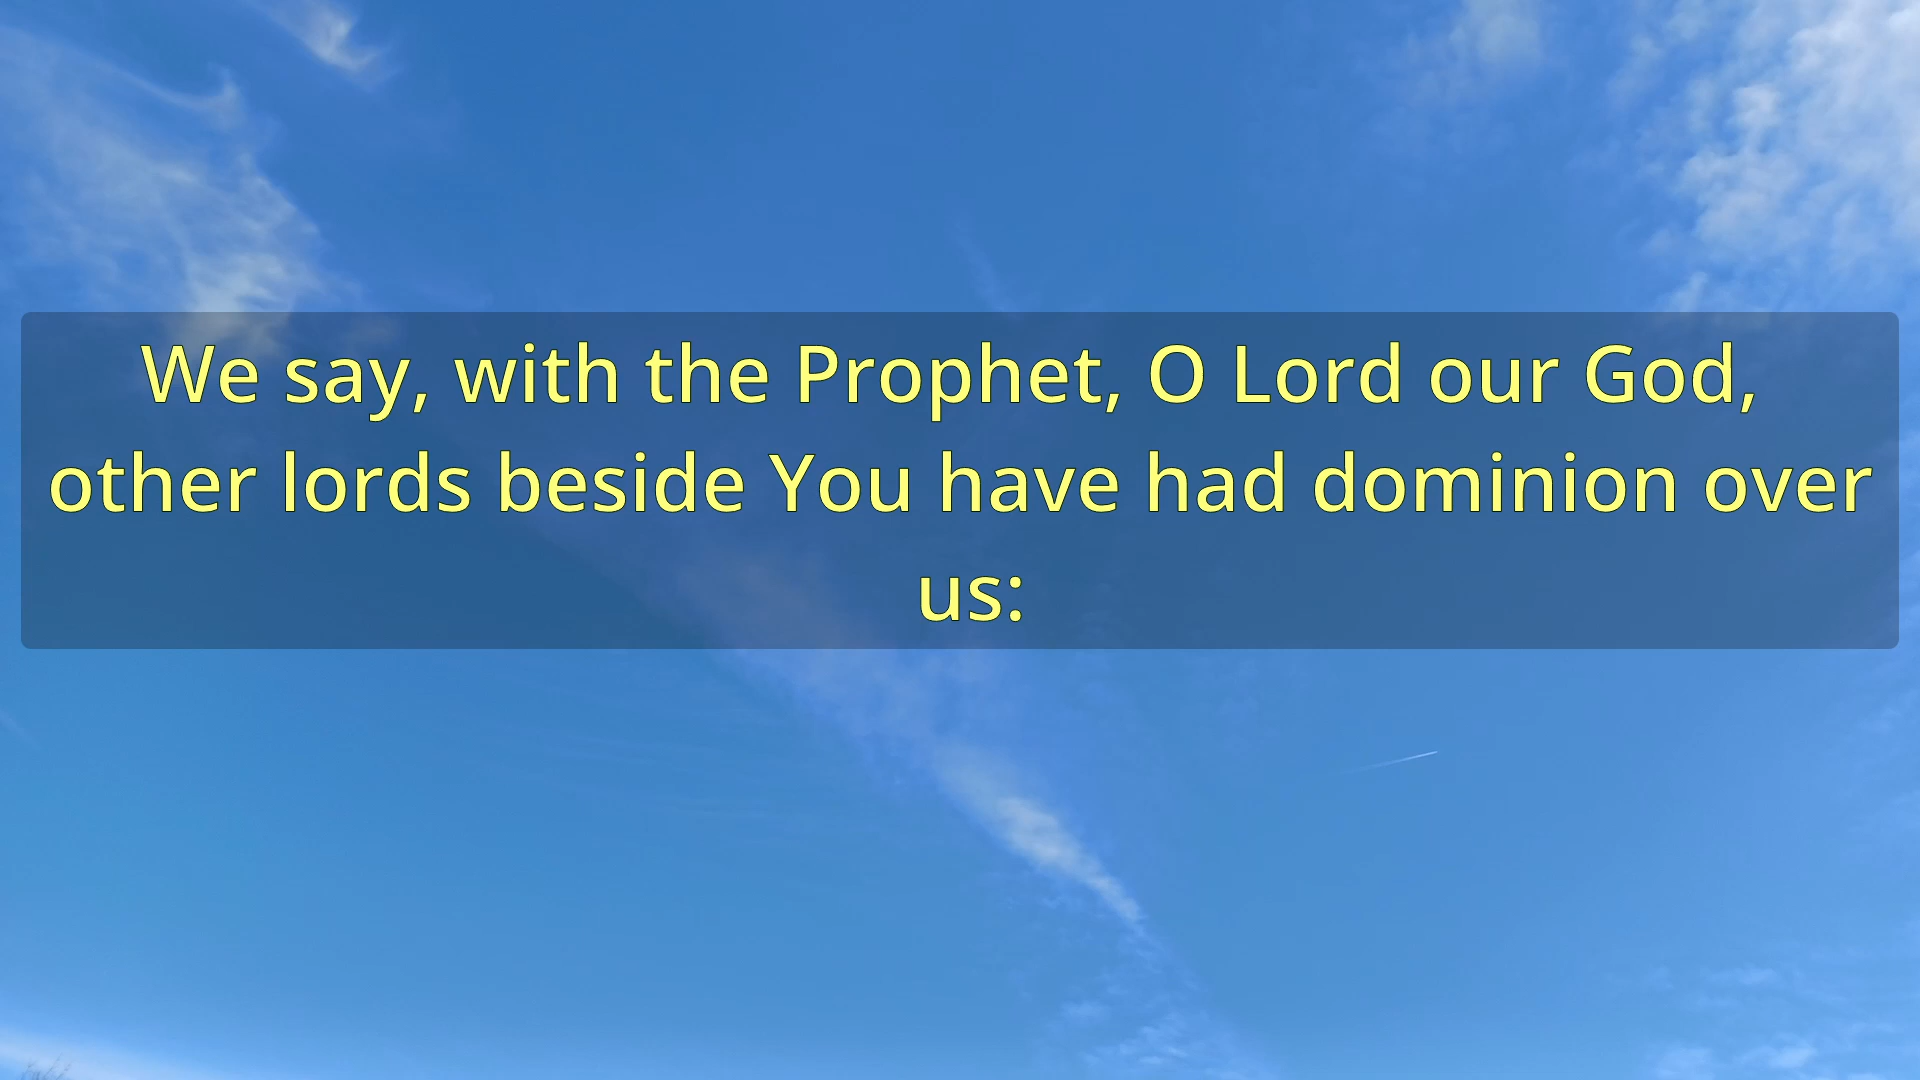 We say, with the Prophet, O Lord our God,
other lords beside You have had dominion over
us: